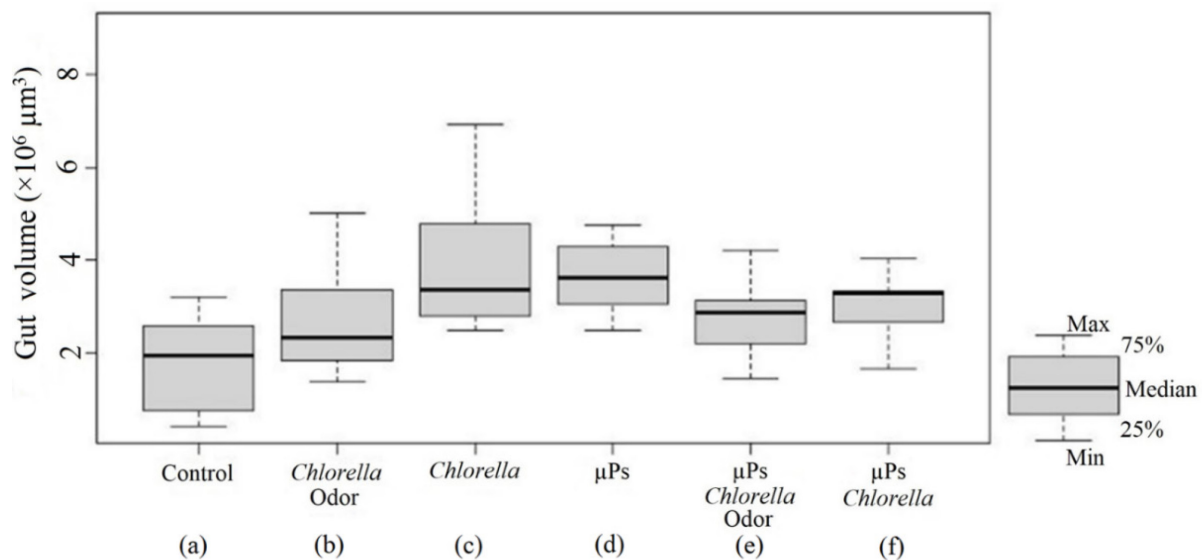 Gut volume (×10⁶ µm³)
8
6
4
2
Control
Chlorella
Odor
Chlorella
µPs
µPs
Chlorella
Odor
µPs
Chlorella
(a)
(b)
(c)
(d)
(e)
(f)
Max
75%
Median
25%
Min